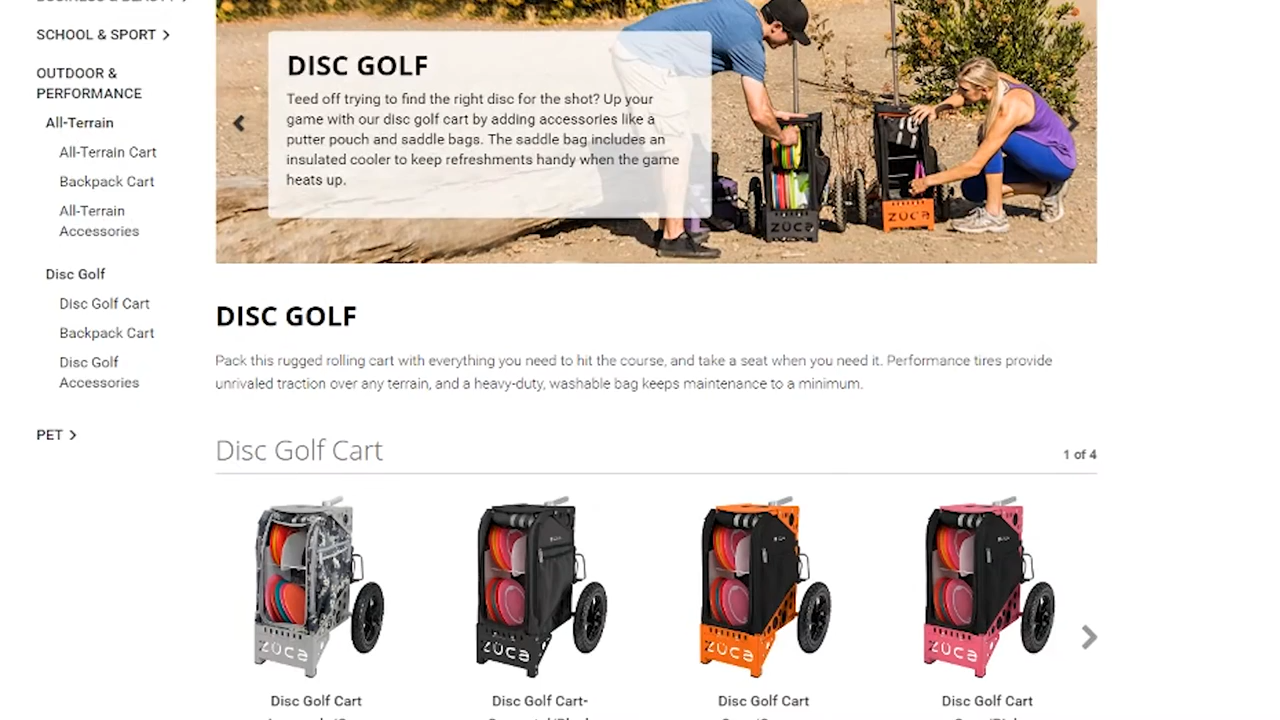 SCHOOL & SPORT
OUTDOOR &
PERFORMANCE
All-Terrain
All-Terrain Cart
Backpack Cart
All-Terrain
Accessories
Disc Golf
Disc Golf Cart
Backpack Cart
Disc Golf
Accessories
PET
DISC GOLF
Teed off trying to find the right disc for the shot? Up your
game with our disc golf cart by adding accessories like a
putter pouch and saddle bags. The saddle bag includes an
insulated cooler to keep refreshments handy when the game
heats up.
ZÜCA
ZÜCA
DISC GOLF
Pack this rugged rolling cart with everything you need to hit the course, and take a seat when you need it. Performance tires provide
unrivaled traction over any terrain, and a heavy-duty, washable bag keeps maintenance to a minimum.
Disc Golf Cart
1 of 4
ZÜCA
ZÜCA
ZÜCA
ZÜCA
Disc Golf Cart
Disc Golf Cart-
Disc Golf Cart
Disc Golf Cart